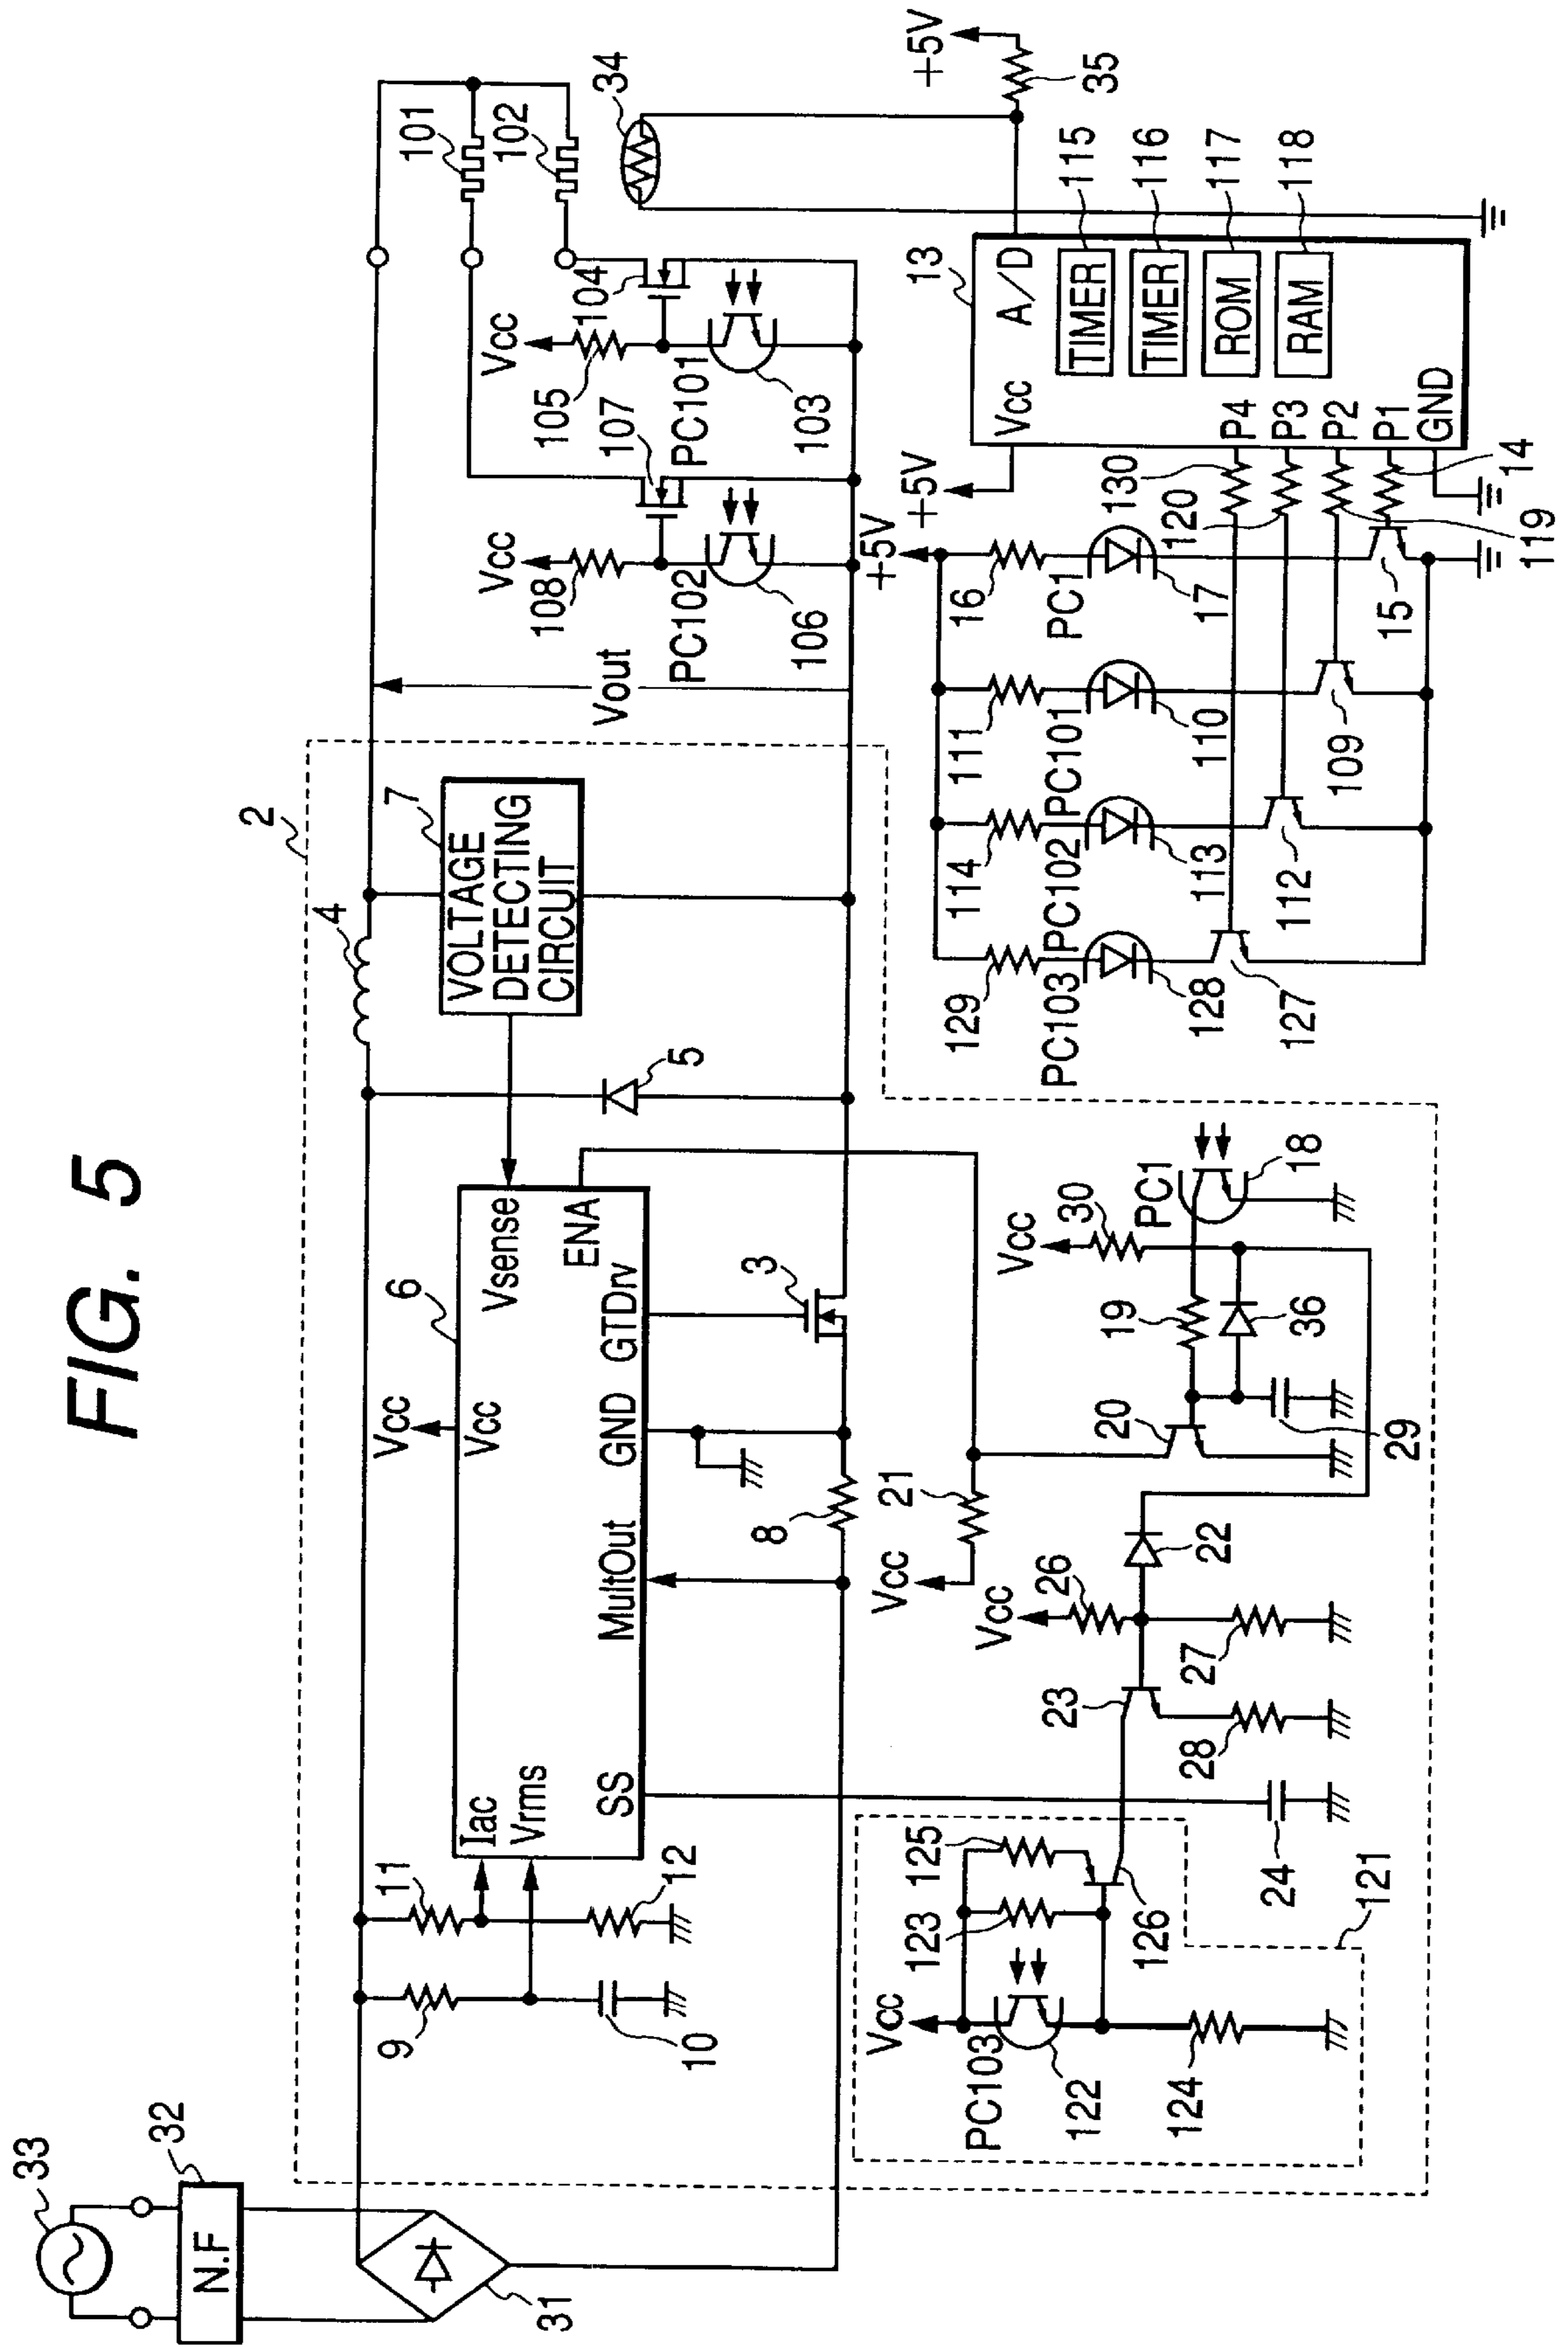 FIG. 5
33
32
N.F
31
2
9
10
11
12
6
Vcc
Vcc
Iac
Vrms
SS
MultOut
GND
GTDrv
ENA
Vsense
4
7
VOLTAGE
DETECTING
CIRCUIT
5
3
8
Vout
101
102
34
Vcc
105
104
PC101
103
Vcc
108
107
PC102
106
+5V
35
13
A/D
Vcc
TIMER
115
TIMER
116
ROM
117
RAM
118
P4
P3
P2
P1
GND
+5V
+5V
130
120
14
119
16
PC1
17
15
111
PC101
110
109
114
PC102
113
112
129
PC103
128
127
Vcc
21
20
Vcc
30
PC1
18
19
36
29
Vcc
26
22
27
23
28
24
121
Vcc
PC103
122
123
124
125
126